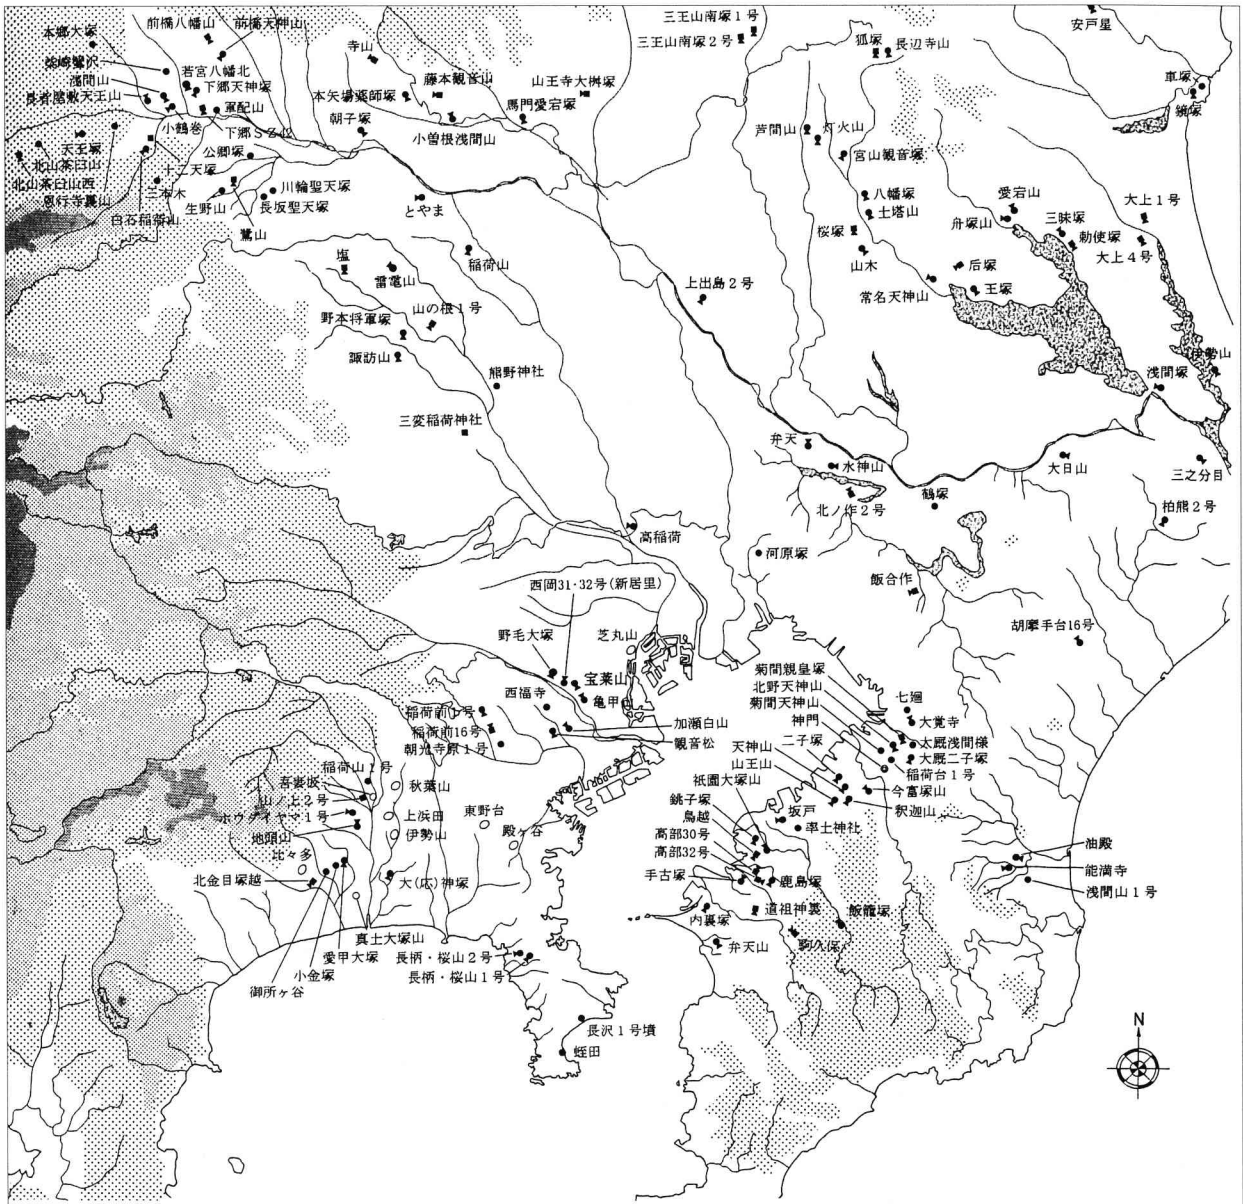 本郷大塚
前橋八幡山
前橋天神山
柴崎蟹沢
若宮八幡北
下郷天神塚
長者屋敷天王山
軍配山
小鶴巻
下郷SZ42
天王塚
北山茶臼山
北山茶臼山西
十二天塚
公卿塚
三本木
白石稲荷山
生野山
川輪聖天塚
長坂聖天塚
鷺山
寺山
本矢場薬師塚
藤本観音山
山王寺大桝塚
朝子塚
小曽根浅間山
馬門愛宕塚
とやま
三王山南塚1号
三王山南塚2号
狐塚
長辺寺山
安戸星
車塚
鏡塚
芦間山
灯火山
宮山観音塚
八幡塚
土塔山
桜塚
山木
愛宕山
舟塚山
三昧塚
勅使塚
大上1号
大上4号
后塚
王塚
常名天神山
上出島2号
伊勢山
浅間塚
塩
雷電山
稲荷山
野本将軍塚
山の根1号
諏訪山
熊野神社
三変稲荷神社
弁天
水神山
北ノ作2号
鶴塚
大日山
三之分目
柏熊2号
高稲荷
河原塚
飯合作
胡摩手台16号
西岡31・32号(新居里)
野毛大塚
芝丸山
宝莱山
亀甲山
西福寺
加瀬白山
観音松
稲荷前16号
朝光寺原1号
菊間親皇塚
北野天神山
菊間天神山
神門
二子塚
天神山
山王山
祇園大塚山
銚子塚
鳥越
高部30号
高部32号
手古塚
七廻
大覚寺
太厩浅間様
大厩二子塚
稲荷台1号
今富塚山
釈迦山
坂戸
率土神社
鹿島塚
道祖神裏
飯籠塚
駒久保
内裏塚
弁天山
油殿
能満寺
浅間山1号
稲荷山1号
吾妻坂
山ノ上2号
ホウダイヤマ1号
地頭山
比々多
北金目塚越
秋葉山
上浜田
伊勢山
東野台
殿ヶ谷
大(応)神塚
真土大塚山
愛甲大塚
小金塚
御所ヶ谷
長柄・桜山2号
長柄・桜山1号
長沢1号墳
蛭田
N